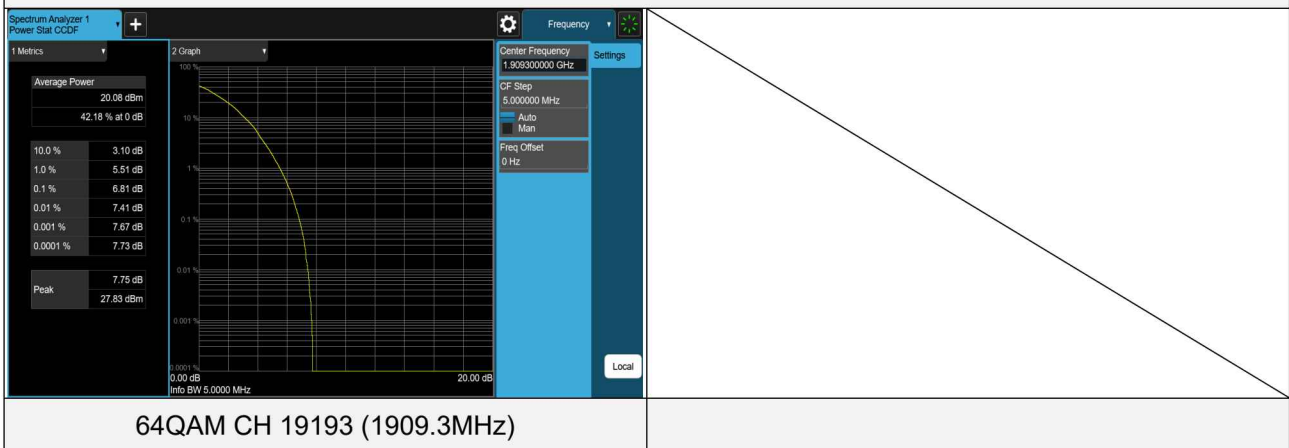 Spectrum Analyzer 1
Power Stat CCDF
Frequency
1 Metrics
2 Graph
Average Power
20.08 dBm
42.18 % at 0 dB
10.0 % 3.10 dB
1.0 % 5.51 dB
0.1 % 6.81 dB
0.01 % 7.41 dB
0.001 % 7.67 dB
0.0001 % 7.73 dB
Peak
7.75 dB
27.83 dBm
100 %
10 %
1 %
0.1 %
0.01 %
0.001 %
0.0001 %
0.00 dB 20.00 dB
Info BW 5.0000 MHz
Center Frequency
1.909300000 GHz
Settings
CF Step
5.000000 MHz
Auto
Man
Freq Offset
0 Hz
Local
64QAM CH 19193 (1909.3MHz)